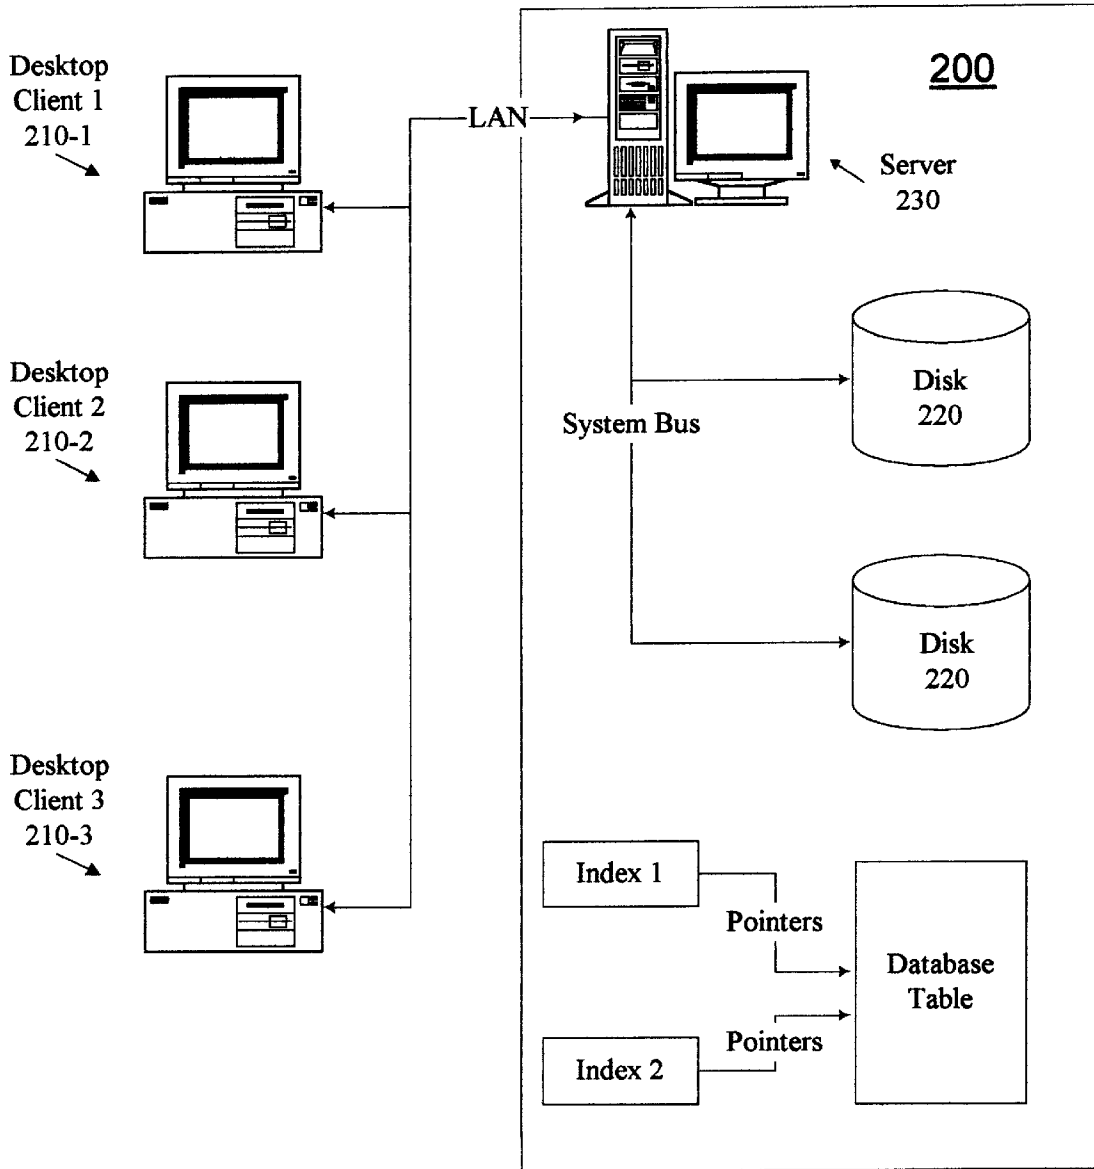 Desktop
Client 1
210-1
LAN
200
Server
230
Desktop
Client 2
210-2
System Bus
Disk
220
Disk
220
Desktop
Client 3
210-3
Index 1
Pointers
Database
Table
Pointers
Index 2